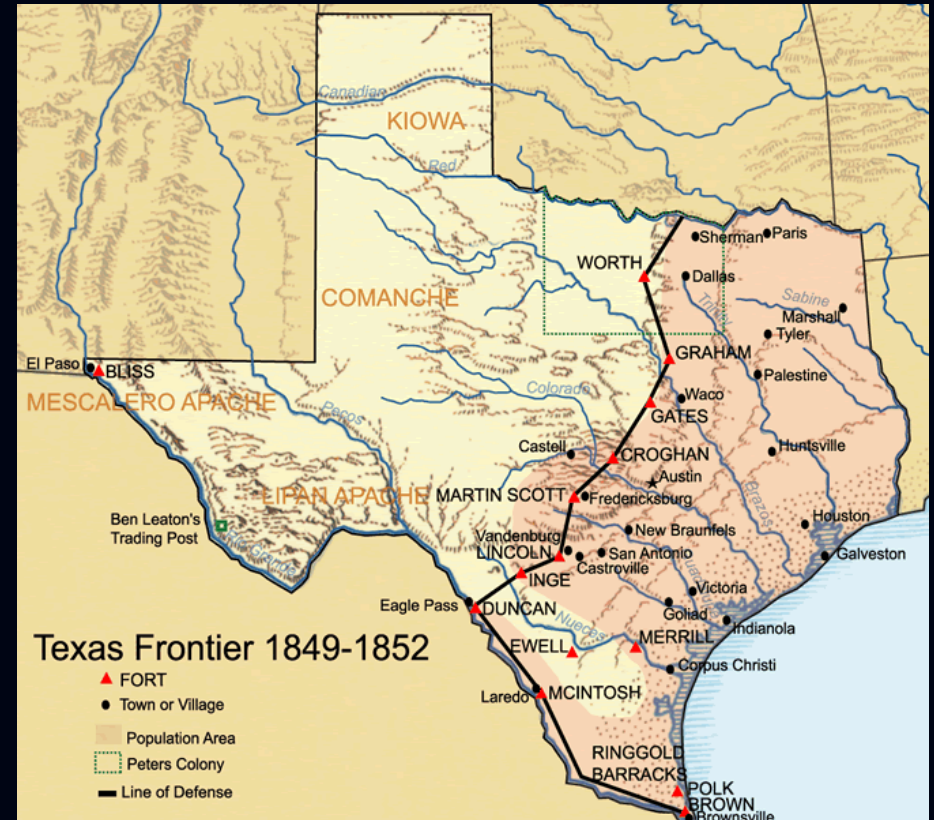 Canadian
KIOWA
Red
Sherman
Paris
WORTH
Dallas
COMANCHE
Trinity
Sabine
Marshall
Tyler
GRAHAM
El Paso
BLISS
Palestine
MESCALERO APACHE
Colorado
Waco
Pecos
GATES
Castell
CROGHAN
Huntsville
Austin
LIPAN APACHE
MARTIN SCOTT
Fredericksburg
Brazos
Ben Leaton's
Trading Post
Rio Grande
Houston
New Braunfels
Vandenburg
LINCOLN
San Antonio
Galveston
Castroville
INGE
Victoria
Eagle Pass
DUNCAN
Goliad
Indianola
Nueces
Texas Frontier 1849-1852
EWELL
MERRILL
Corpus Christi
FORT
Laredo
MCINTOSH
Town or Village
Population Area
RINGGOLD
BARRACKS
Peters Colony
POLK
Line of Defense
BROWN
Brownsville